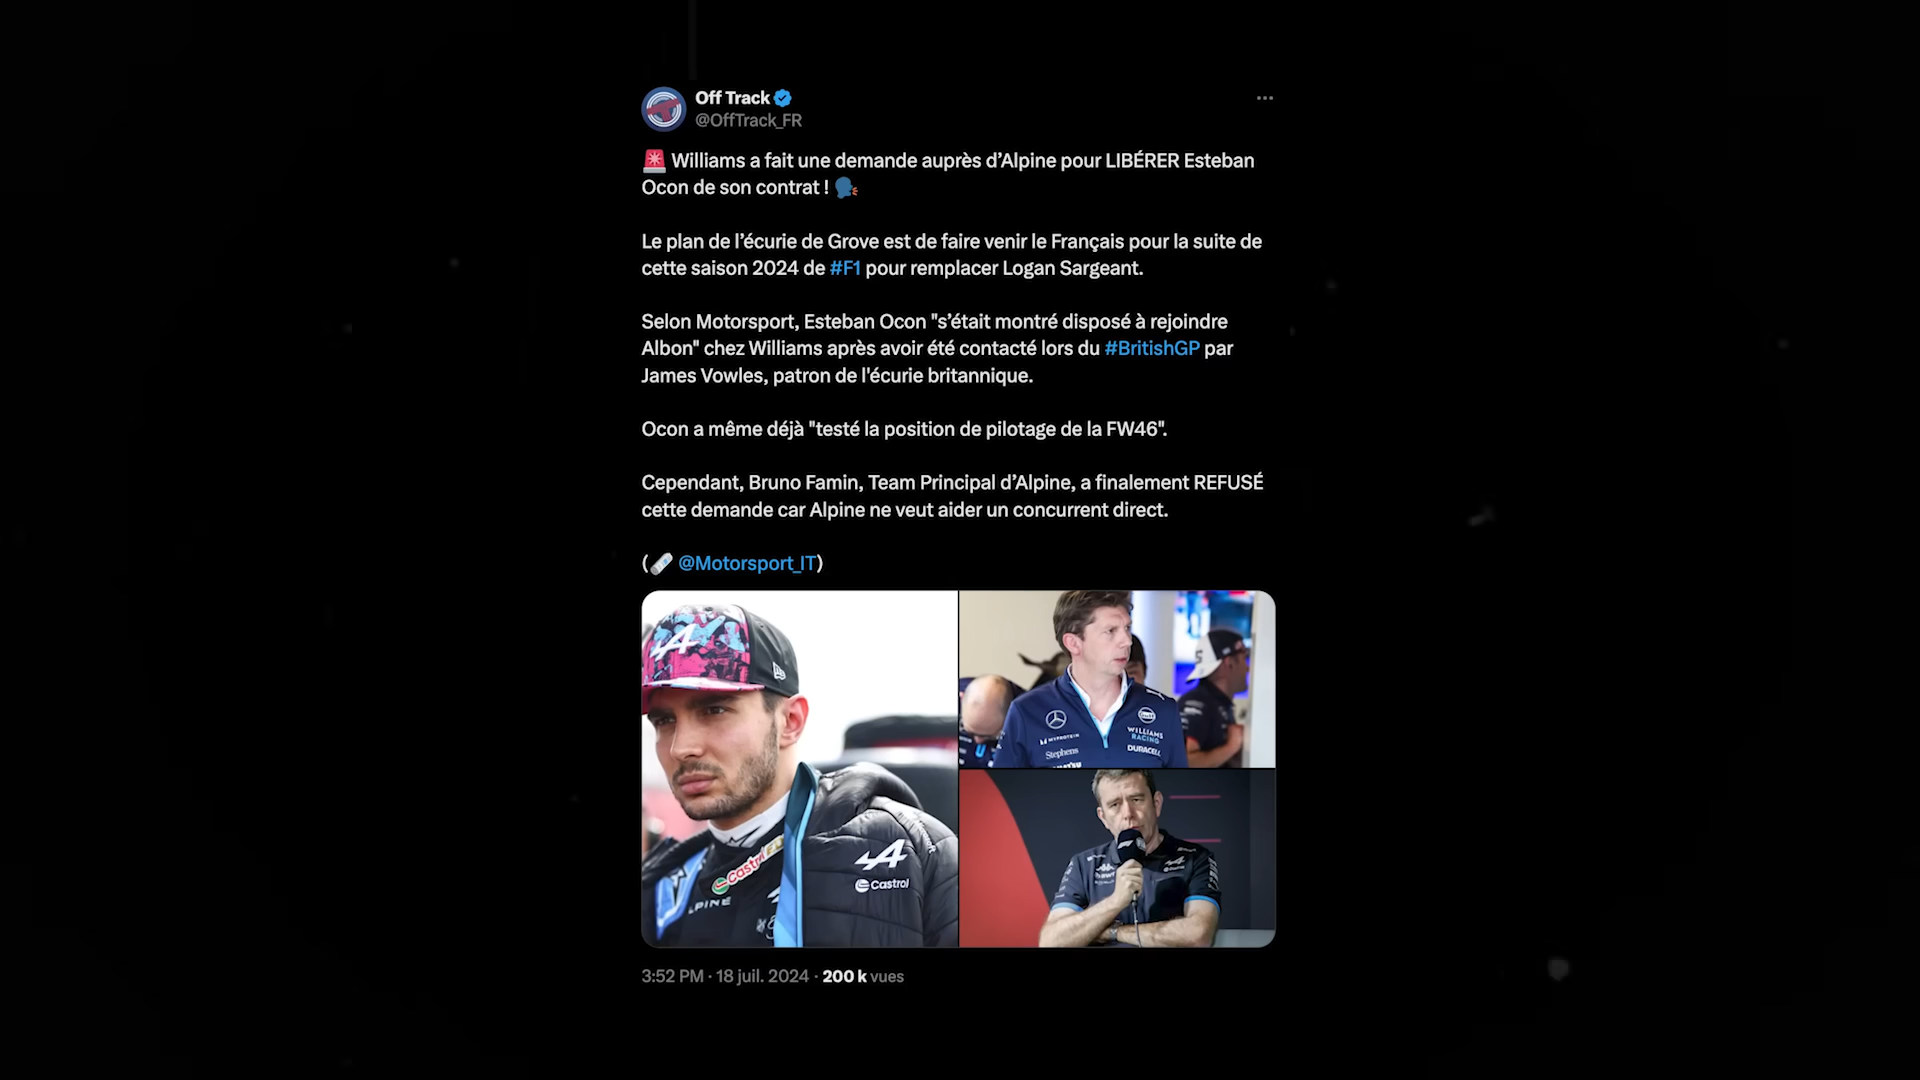 Off Track
@OffTrack_FR
🚨 Williams a fait une demande auprès d’Alpine pour LIBÉRER Esteban
Ocon de son contrat ! 🗣
Le plan de l’écurie de Grove est de faire venir le Français pour la suite de
cette saison 2024 de #F1 pour remplacer Logan Sargeant.
Selon Motorsport, Esteban Ocon "s’était montré disposé à rejoindre
Albon" chez Williams après avoir été contacté lors du #BritishGP par
James Vowles, patron de l'écurie britannique.
Ocon a même déjà "testé la position de pilotage de la FW46".
Cependant, Bruno Famin, Team Principal d’Alpine, a finalement REFUSÉ
cette demande car Alpine ne veut aider un concurrent direct.
(🗞 @Motorsport_IT)
Castrol
Castrol
ALPINE
MYPROTEIN
Stephens
WILLIAMS
RACING
DURACELL
3:52 PM · 18 juil. 2024 · 200 k vues